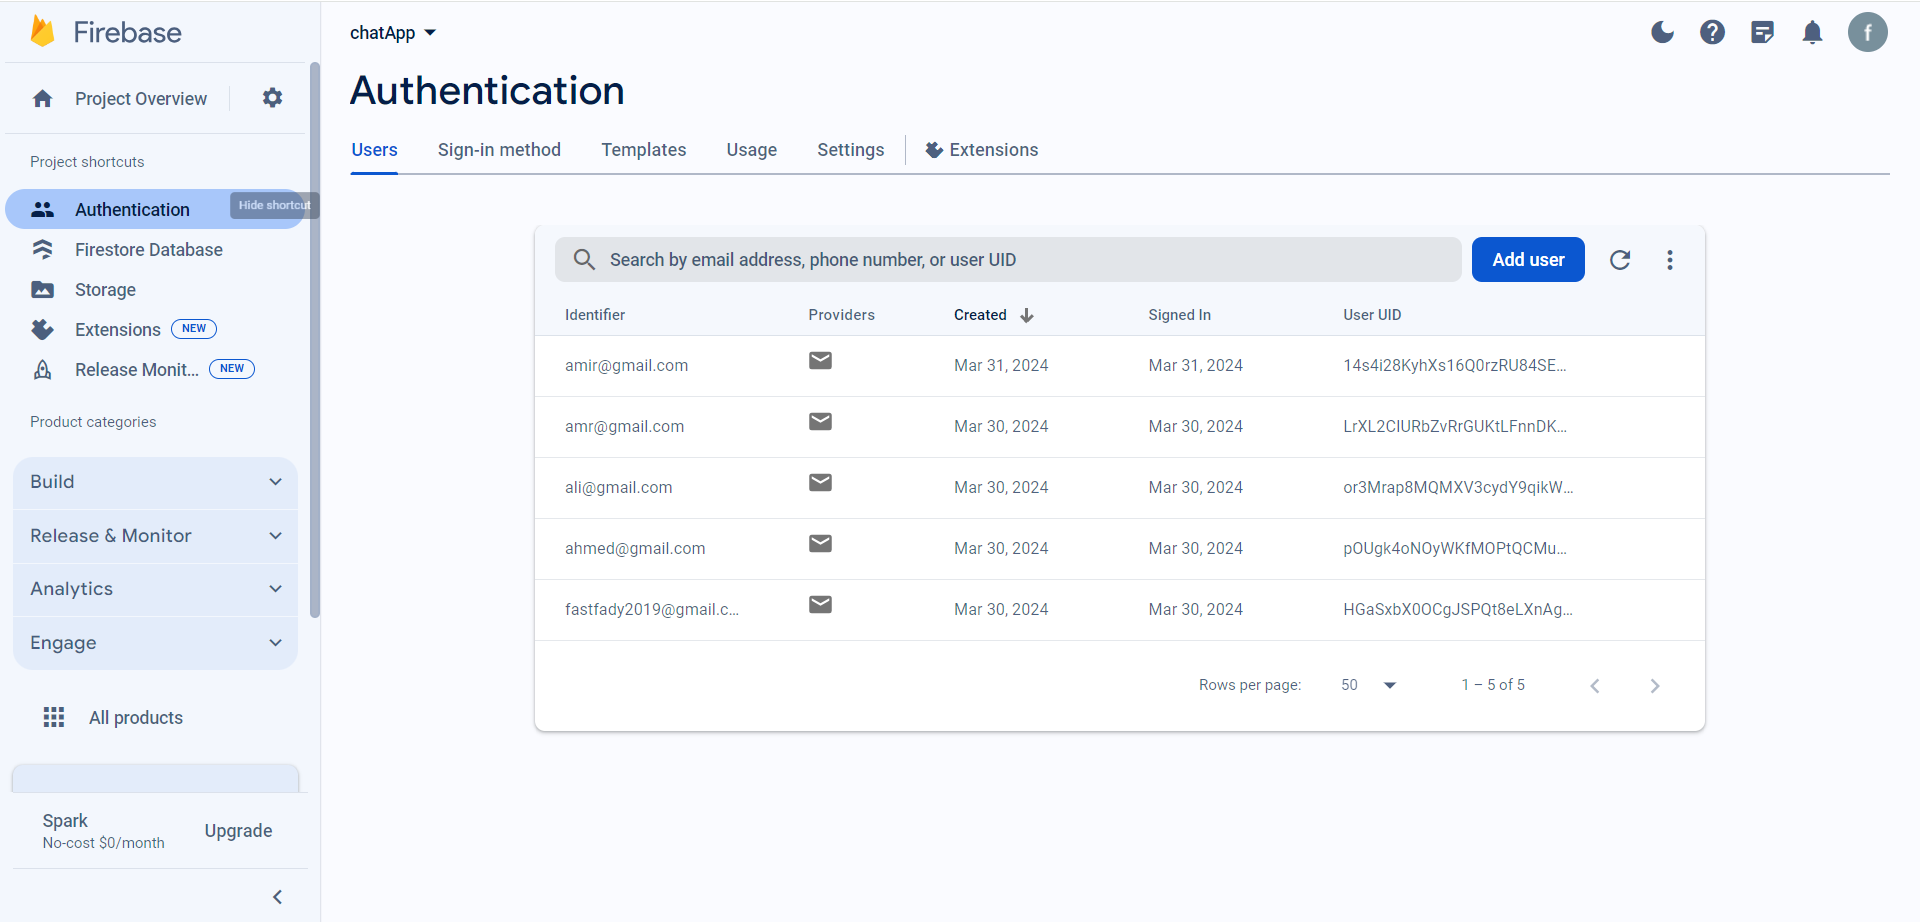 Firebase
Project Overview
Project shortcuts
Authentication
Hide shortcut
Firestore Database
Storage
Extensions NEW
Release Monit... NEW
Product categories
Build
Release & Monitor
Analytics
Engage
All products
Spark
No-cost $0/month
Upgrade
chatApp
f
Authentication
Users Sign-in method Templates Usage Settings Extensions
Search by email address, phone number, or user UID Add user
Identifier Providers Created Signed In User UID
amir@gmail.com Mar 31, 2024 Mar 31, 2024 14s4i28KyhXs16Q0rzRU84SE...
amr@gmail.com Mar 30, 2024 Mar 30, 2024 LrXL2CIURbZvRrGUKtLFnnDK...
ali@gmail.com Mar 30, 2024 Mar 30, 2024 or3Mrap8MQMXV3cydY9qikW...
ahmed@gmail.com Mar 30, 2024 Mar 30, 2024 pOUgk4oNOyWKfMOPtQCMu...
fastfady2019@gmail.c... Mar 30, 2024 Mar 30, 2024 HGaSxbX0OCgJSPQt8eLXnAg...
Rows per page: 50 1 – 5 of 5